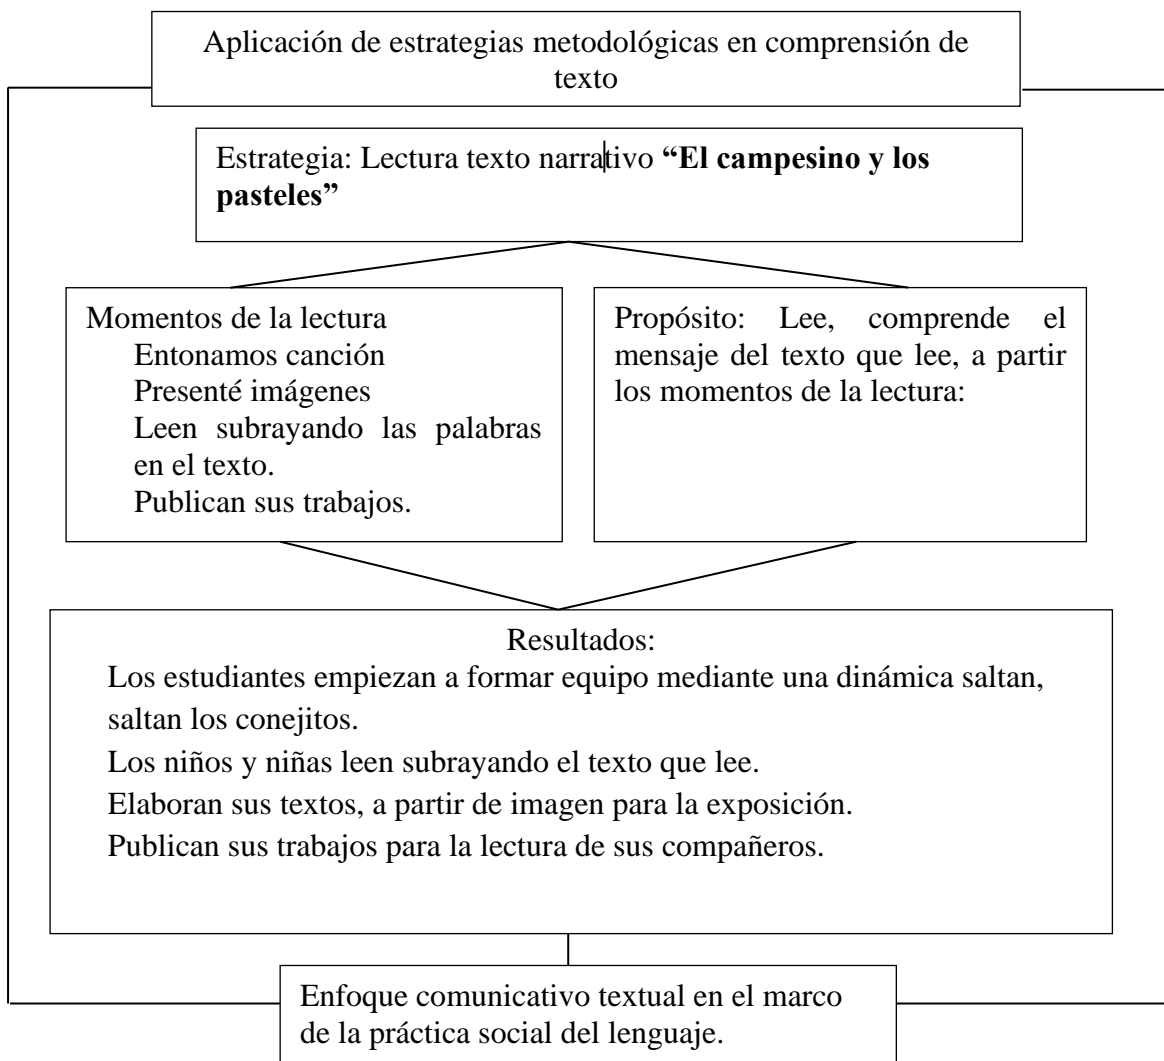 Aplicación de estrategias metodológicas en comprensión de
texto
Estrategia: Lectura texto narrativo “El campesino y los
pasteles”
Momentos de la lectura
Entonamos canción
Presenté imágenes
Leen subrayando las palabras
en el texto.
Publican sus trabajos.
Propósito: Lee, comprende el
mensaje del texto que lee, a partir
los momentos de la lectura:
Resultados:
Los estudiantes empiezan a formar equipo mediante una dinámica saltan,
saltan los conejitos.
Los niños y niñas leen subrayando el texto que lee.
Elaboran sus textos, a partir de imagen para la exposición.
Publican sus trabajos para la lectura de sus compañeros.
Enfoque comunicativo textual en el marco
de la práctica social del lenguaje.